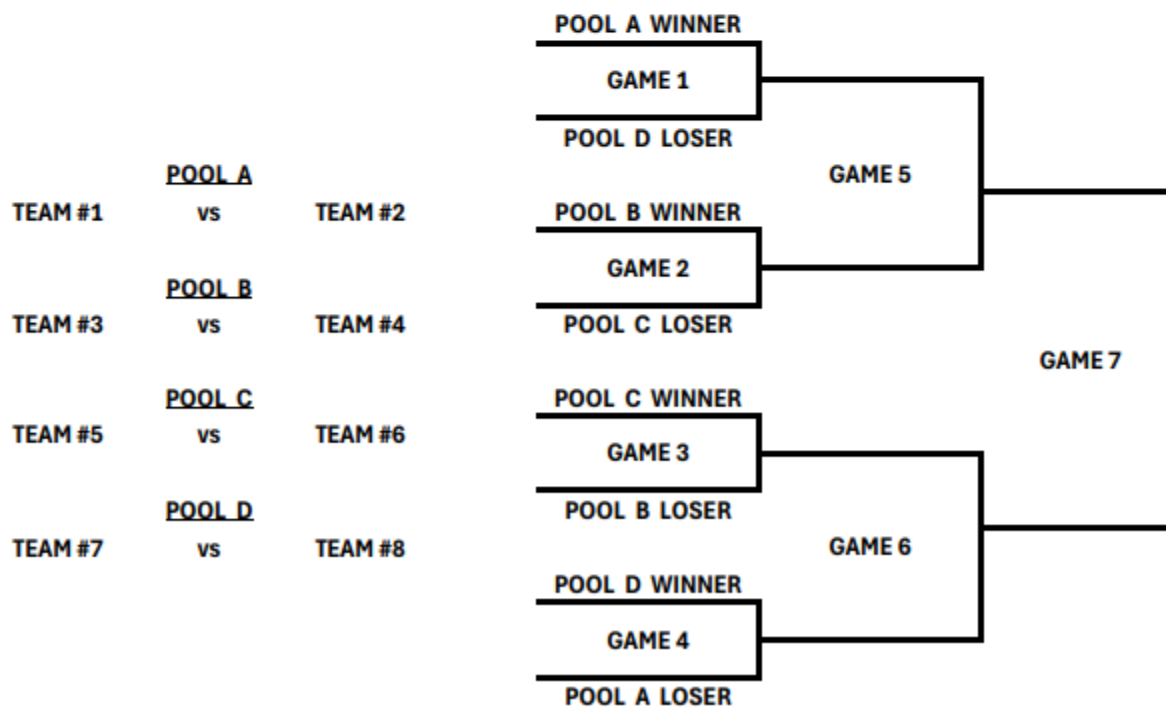 POOL A
TEAM #1 vs TEAM #2
POOL B
TEAM #3 vs TEAM #4
POOL C
TEAM #5 vs TEAM #6
POOL D
TEAM #7 vs TEAM #8
POOL A WINNER
GAME 1
POOL D LOSER
POOL B WINNER
GAME 2
POOL C LOSER
POOL C WINNER
GAME 3
POOL B LOSER
POOL D WINNER
GAME 4
POOL A LOSER
GAME 5
GAME 6
GAME 7